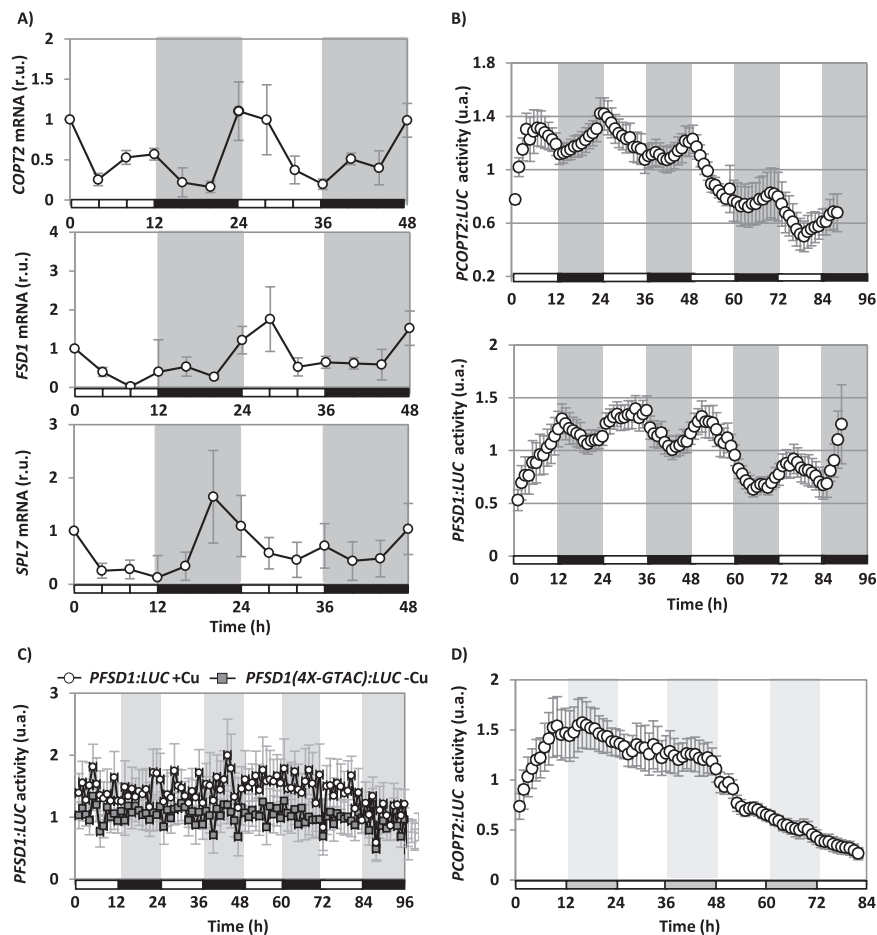 A)
2
1.5
1
0.5
0
COPT2 mRNA (r.u.)
0 12 24 36 48
4
3
2
1
0
FSD1 mRNA (r.u.)
0 12 24 36 48
3
2
1
0
SPL7 mRNA (r.u.)
0 12 24 36 48
Time (h)
B)
1.8
1.4
1
0.6
0.2
PCOPT2:LUC activity (u.a.)
0 12 24 36 48 60 72 84 96
2
1.5
1
0.5
0
PFSD1:LUC activity (u.a.)
0 12 24 36 48 60 72 84 96
Time (h)
C)
PFSD1:LUC +Cu PFSD1(4X-GTAC):LUC -Cu
3
2
1
0
PFSD1:LUC activity (u.a.)
0 12 24 36 48 60 72 84 96
Time (h)
D)
2
1.5
1
0.5
0
PCOPT2:LUC activity (u.a.)
0 12 24 36 48 60 72 84
Time (h)